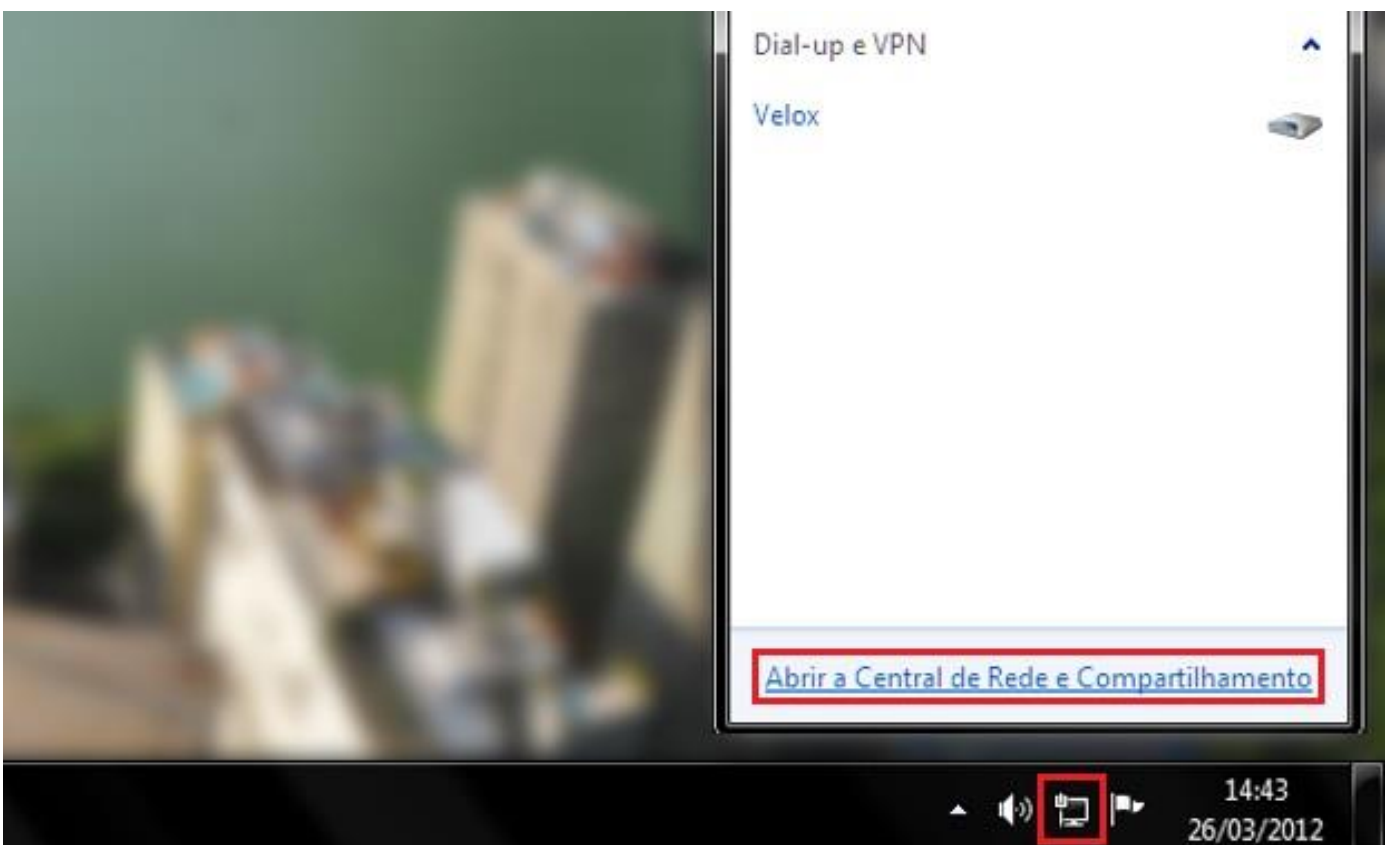 Dial-up e VPN
Velox
Abrir a Central de Rede e Compartilhamento
14:43
26/03/2012